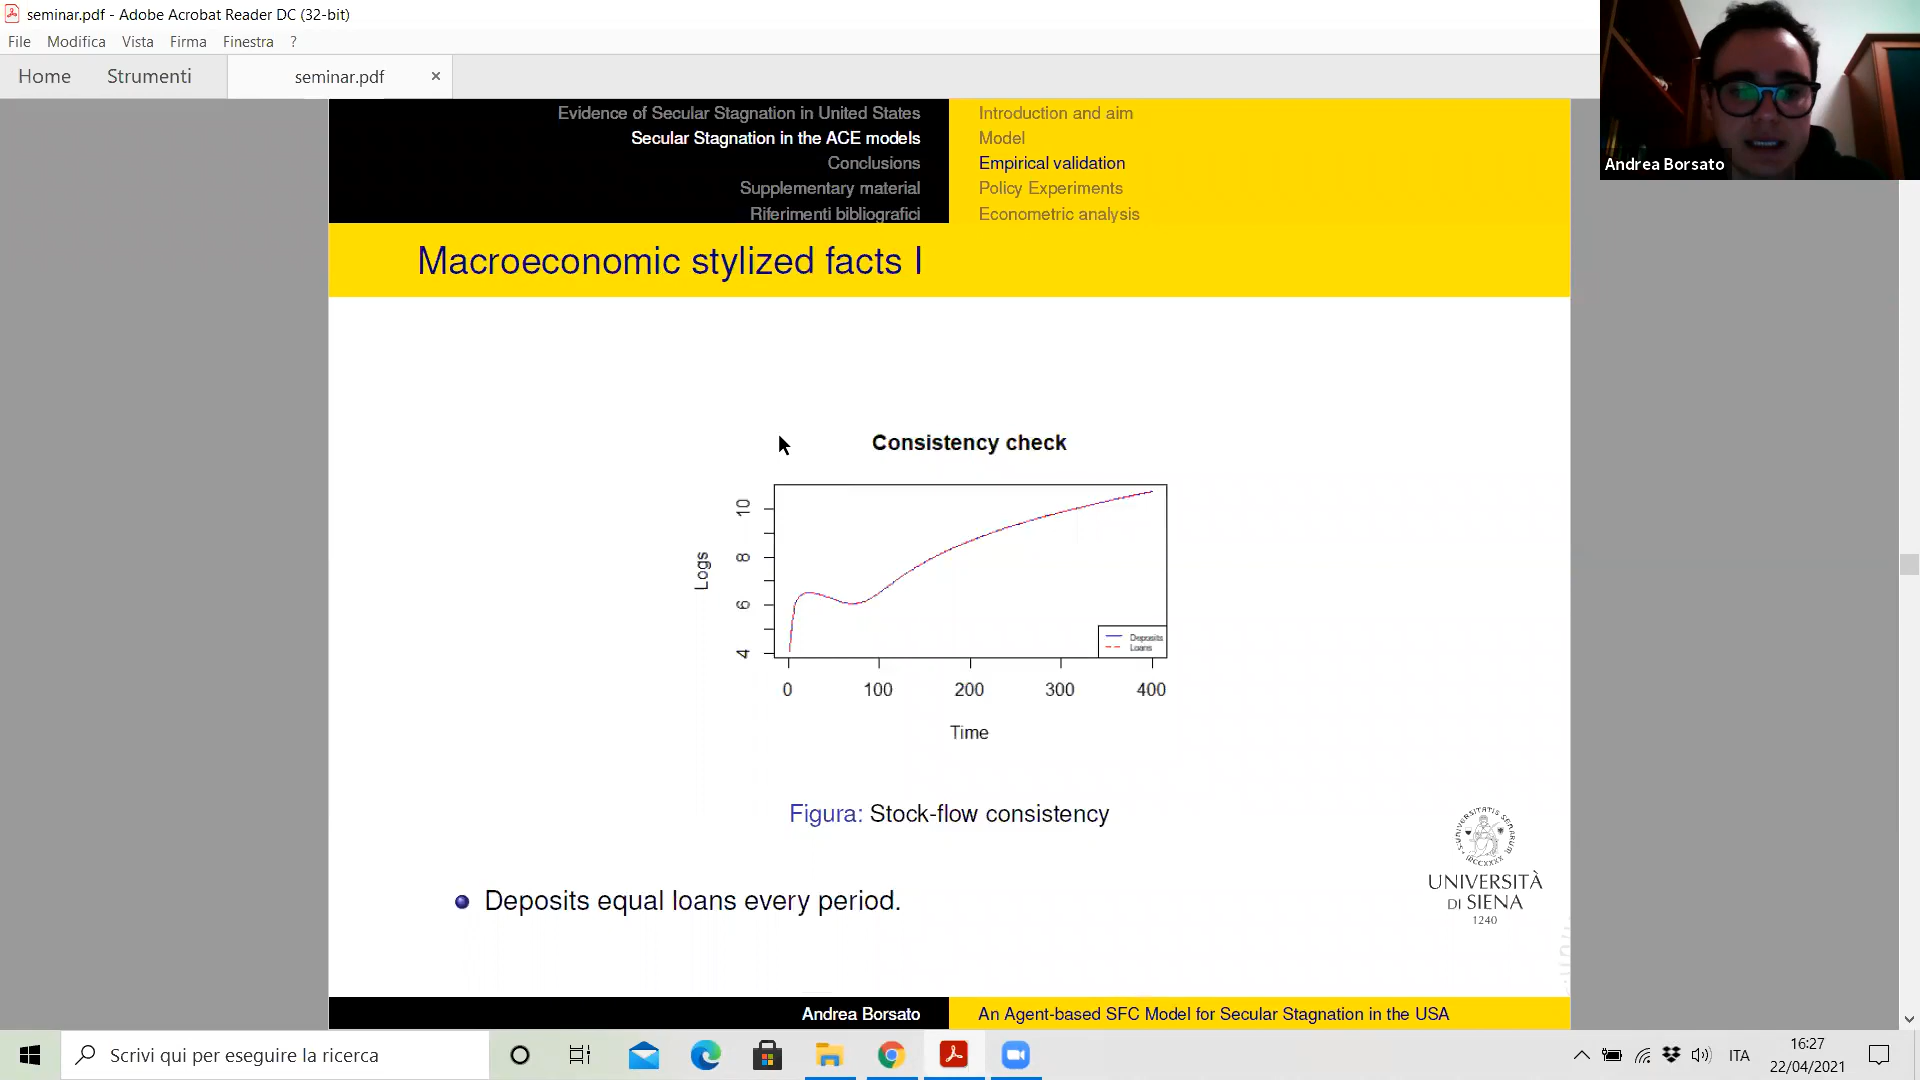 seminar.pdf - Adobe Acrobat Reader DC (32-bit)
File Modifica Vista Firma Finestra ?
Home Strumenti seminar.pdf ×
Andrea Borsato
Evidence of Secular Stagnation in United States
Secular Stagnation in the ACE models
Conclusions
Supplementary material
Riferimenti bibliografici
Introduction and aim
Model
Empirical validation
Policy Experiments
Econometric analysis
Macroeconomic stylized facts I
Consistency check
Logs
10
8
6
4
Deposits
Loans
0 100 200 300 400
Time
Figura: Stock-flow consistency
Deposits equal loans every period.
UNIVERSITÀ
DI SIENA
1240
Andrea Borsato An Agent-based SFC Model for Secular Stagnation in the USA
Scrivi qui per eseguire la ricerca
ITA
16:27
22/04/2021